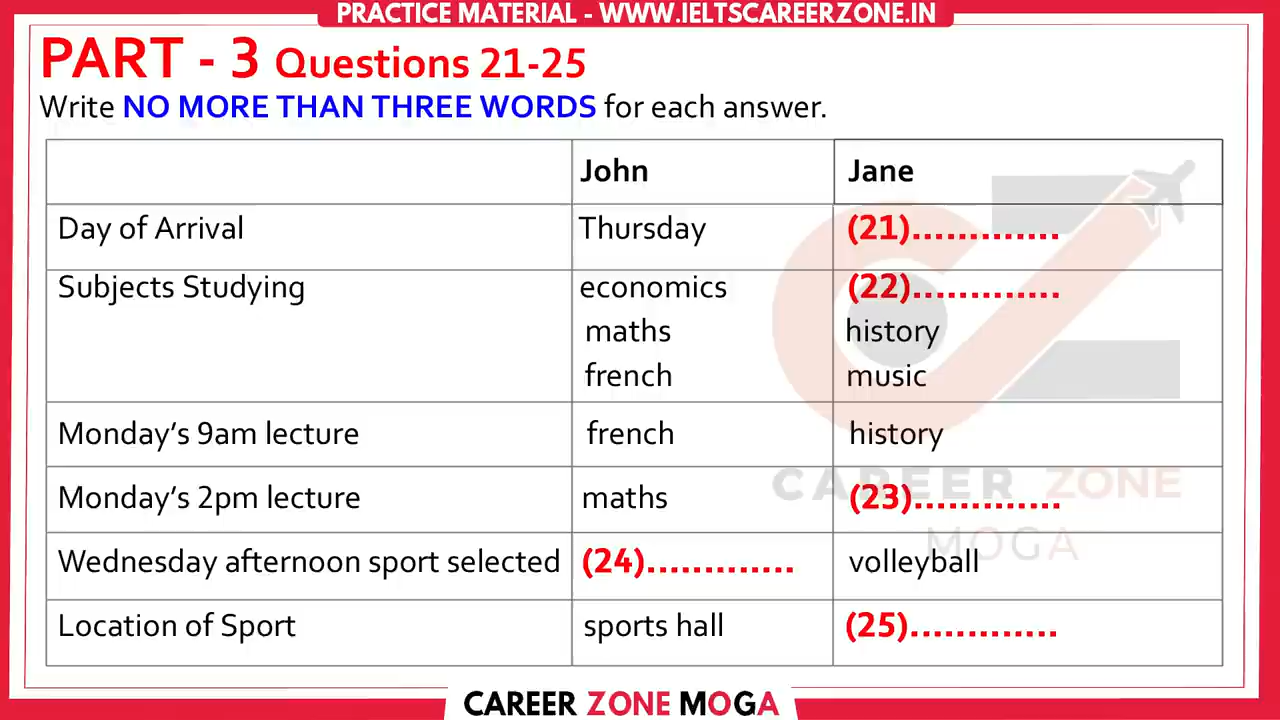 PRACTICE MATERIAL - WWW.IELTSCAREERZONE.IN
PART - 3 Questions 21-25
Write NO MORE THAN THREE WORDS for each answer.
John Jane
Day of Arrival Thursday (21).............
Subjects Studying economics (22).............
maths history
french music
Monday's 9am lecture french history
Monday's 2pm lecture maths (23).............
Wednesday afternoon sport selected (24)............. volleyball
Location of Sport sports hall (25).............
CAREER ZONE
MOGA
CAREER ZONE MOGA